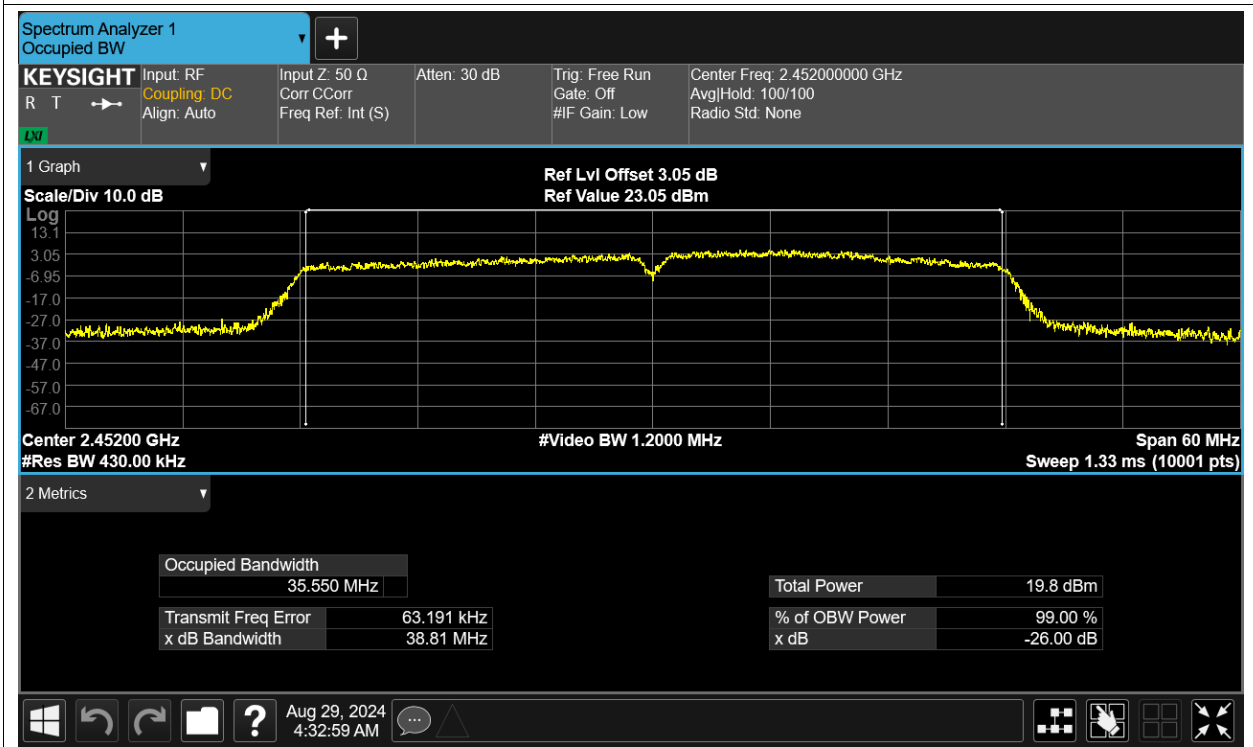 Spectrum Analyzer 1
Occupied BW
KEYSIGHT
R T
LXI
Input: RF
Coupling: DC
Align: Auto
Input Z: 50 Ω
Corr CCorr
Freq Ref: Int (S)
Atten: 30 dB
Trig: Free Run
Gate: Off
#IF Gain: Low
Center Freq: 2.452000000 GHz
Avg|Hold: 100/100
Radio Std: None
1 Graph
Scale/Div 10.0 dB
Ref Lvl Offset 3.05 dB
Ref Value 23.05 dBm
Log
13.1
3.05
-6.95
-17.0
-27.0
-37.0
-47.0
-57.0
-67.0
Center 2.45200 GHz
#Video BW 1.2000 MHz
Span 60 MHz
#Res BW 430.00 kHz
Sweep 1.33 ms (10001 pts)
2 Metrics
Occupied Bandwidth
35.550 MHz
Total Power 19.8 dBm
Transmit Freq Error 63.191 kHz
% of OBW Power 99.00 %
x dB Bandwidth 38.81 MHz
x dB -26.00 dB
Aug 29, 2024
4:32:59 AM